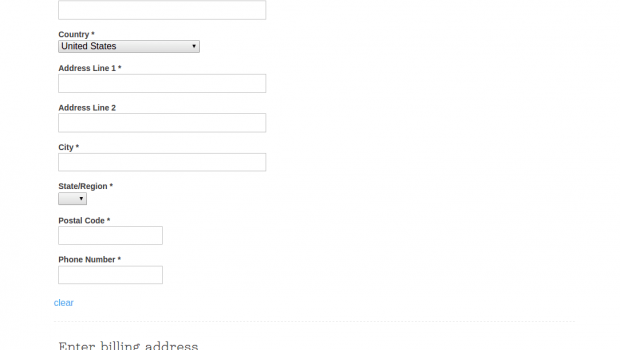 Country *
United States
Address Line 1 *
Address Line 2
City *
State/Region *
Postal Code *
Phone Number *
clear
Enter billing address